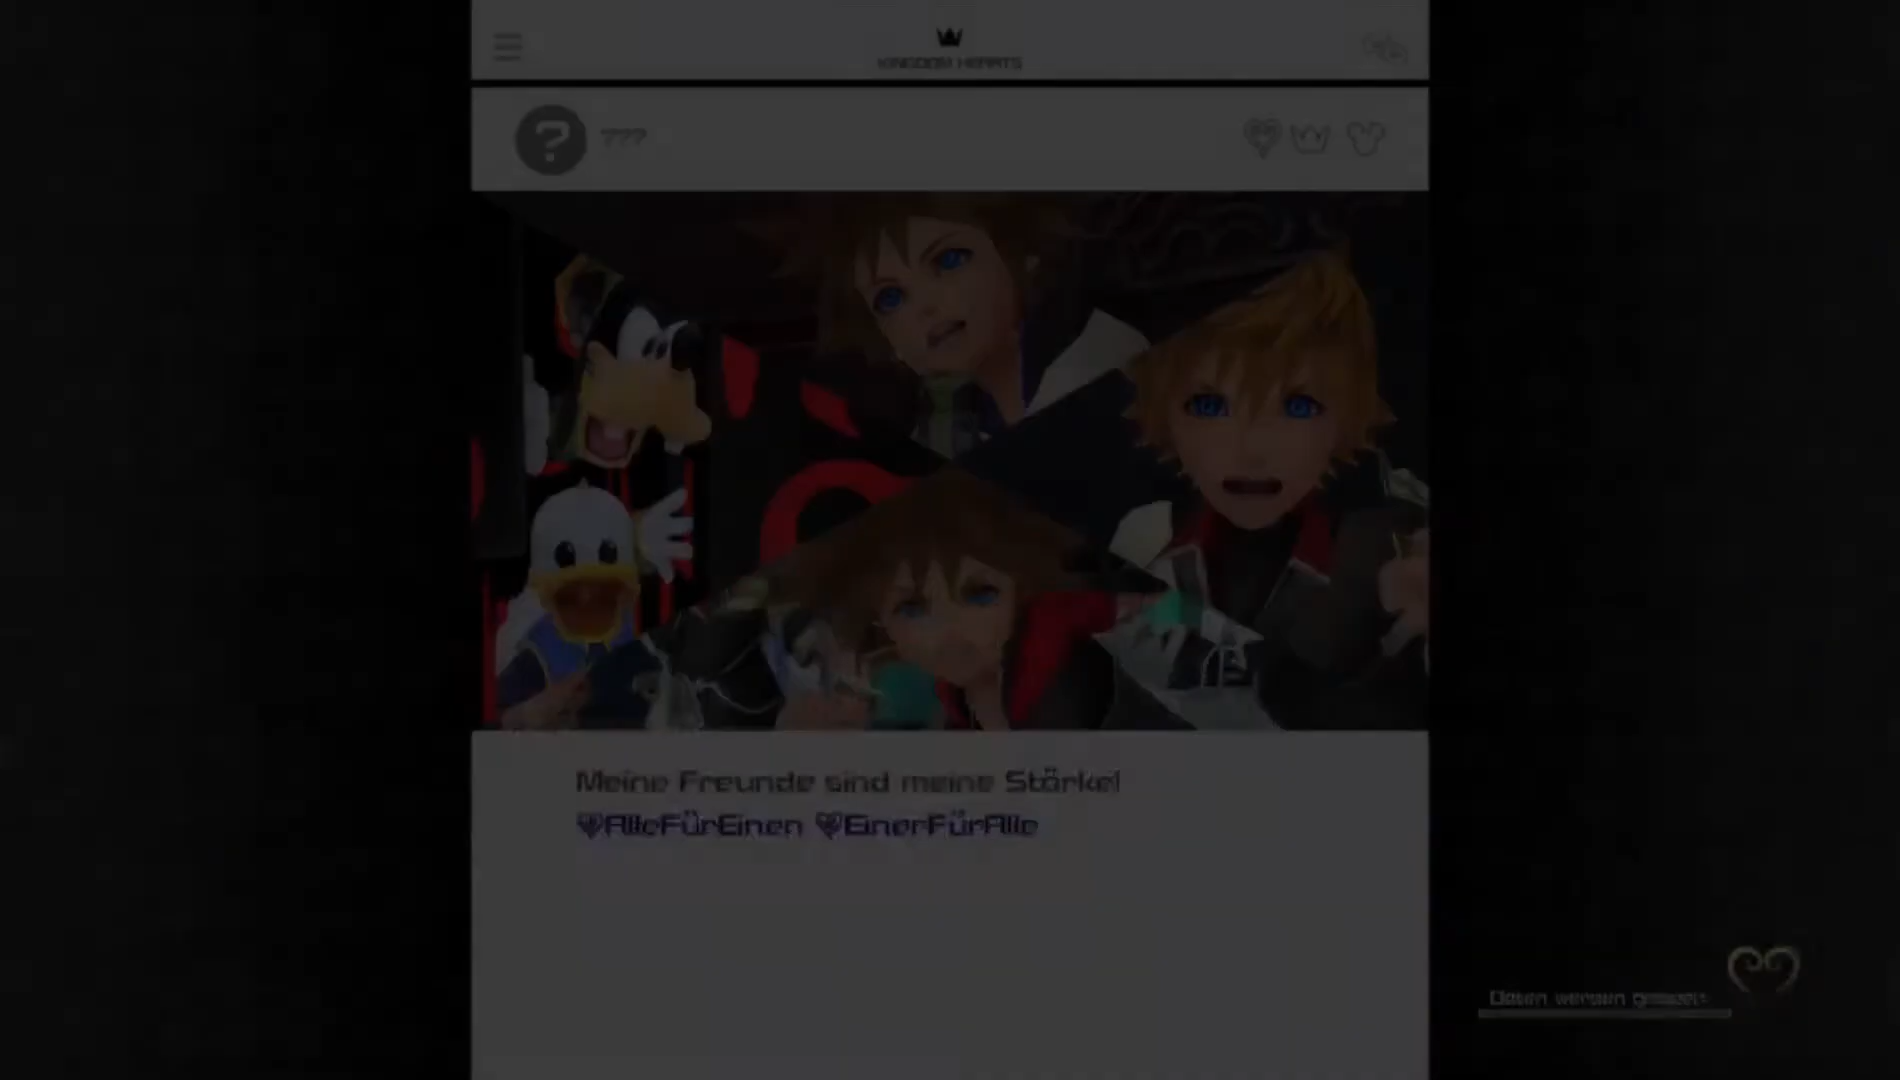 KINGDOM HEARTS
?
???
Meine Freunde sind meine Stärke!
AlleFürEinen EinerFürAlle
Daten werden geladen